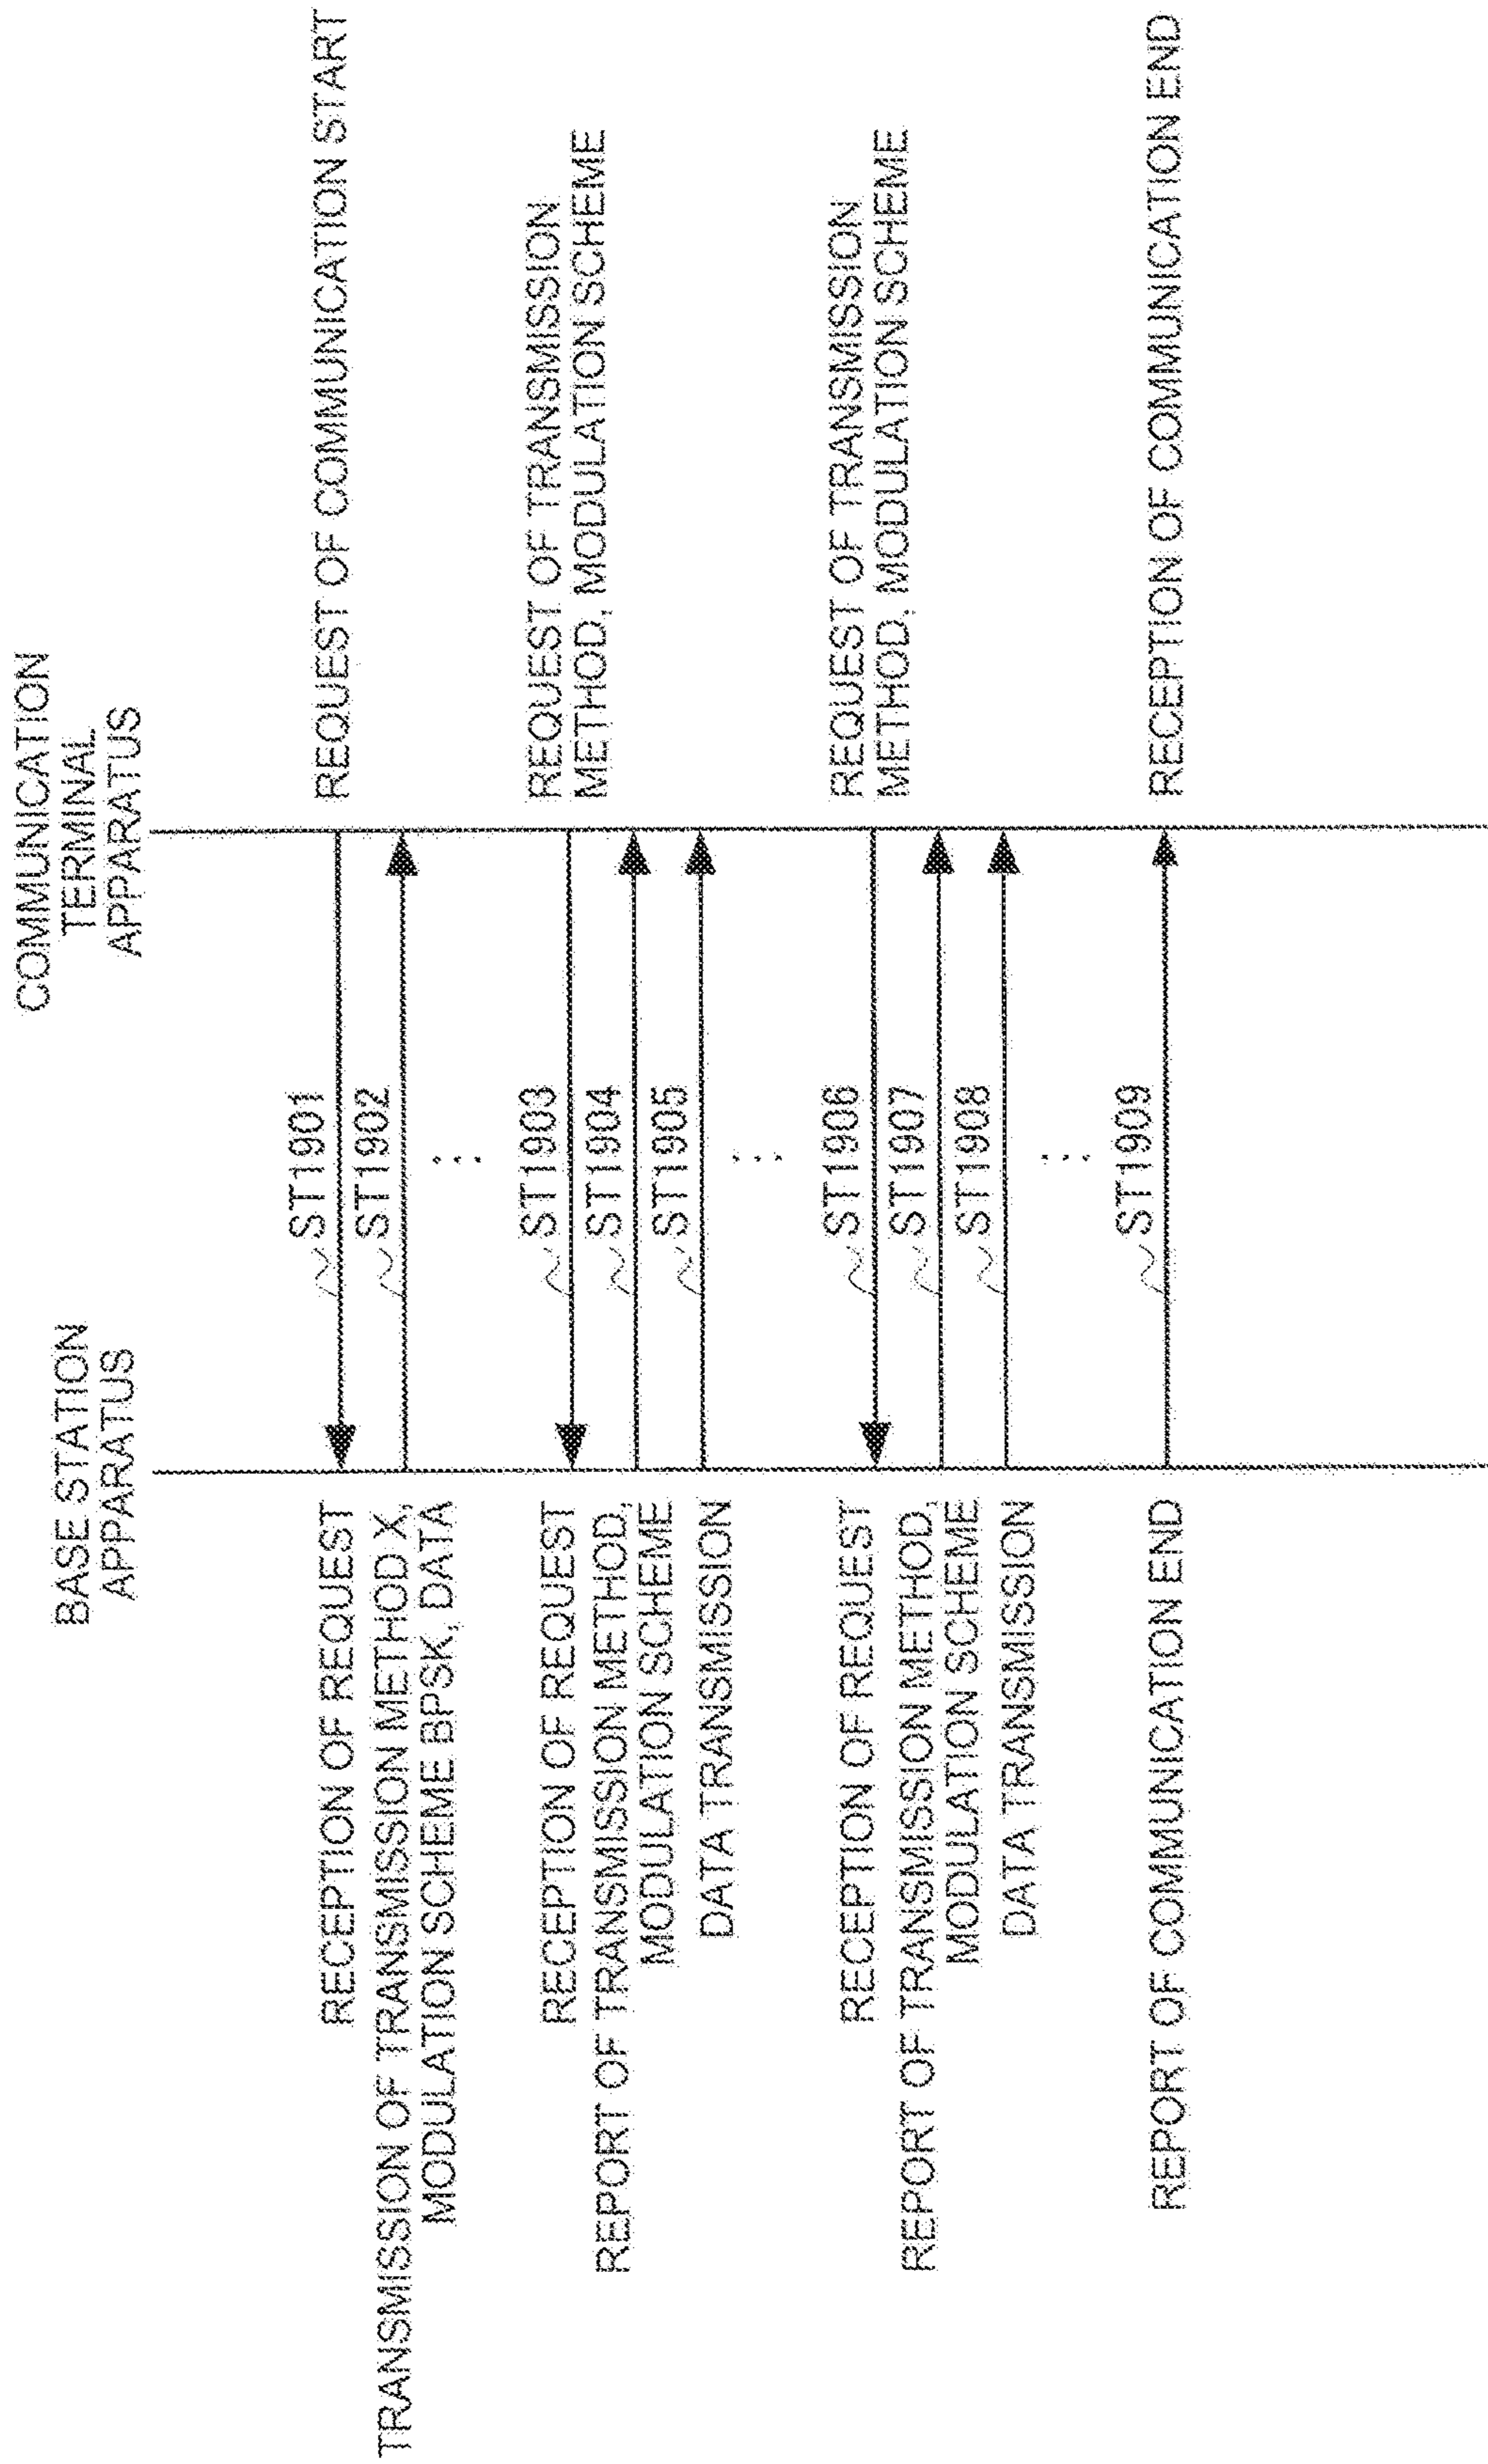 BASE STATION
APPARATUS
COMMUNICATION
TERMINAL
APPARATUS
RECEPTION OF REQUEST
ST1901
REQUEST OF COMMUNICATION START
TRANSMISSION OF TRANSMISSION METHOD X,
MODULATION SCHEME BPSK, DATA
ST1902
...
RECEPTION OF REQUEST
ST1903
REQUEST OF TRANSMISSION
METHOD, MODULATION SCHEME
REPORT OF TRANSMISSION METHOD,
MODULATION SCHEME
ST1904
DATA TRANSMISSION
ST1905
...
RECEPTION OF REQUEST
ST1906
REQUEST OF TRANSMISSION
METHOD, MODULATION SCHEME
REPORT OF TRANSMISSION METHOD,
MODULATION SCHEME
ST1907
DATA TRANSMISSION
ST1908
...
REPORT OF COMMUNICATION END
ST1909
RECEPTION OF COMMUNICATION END